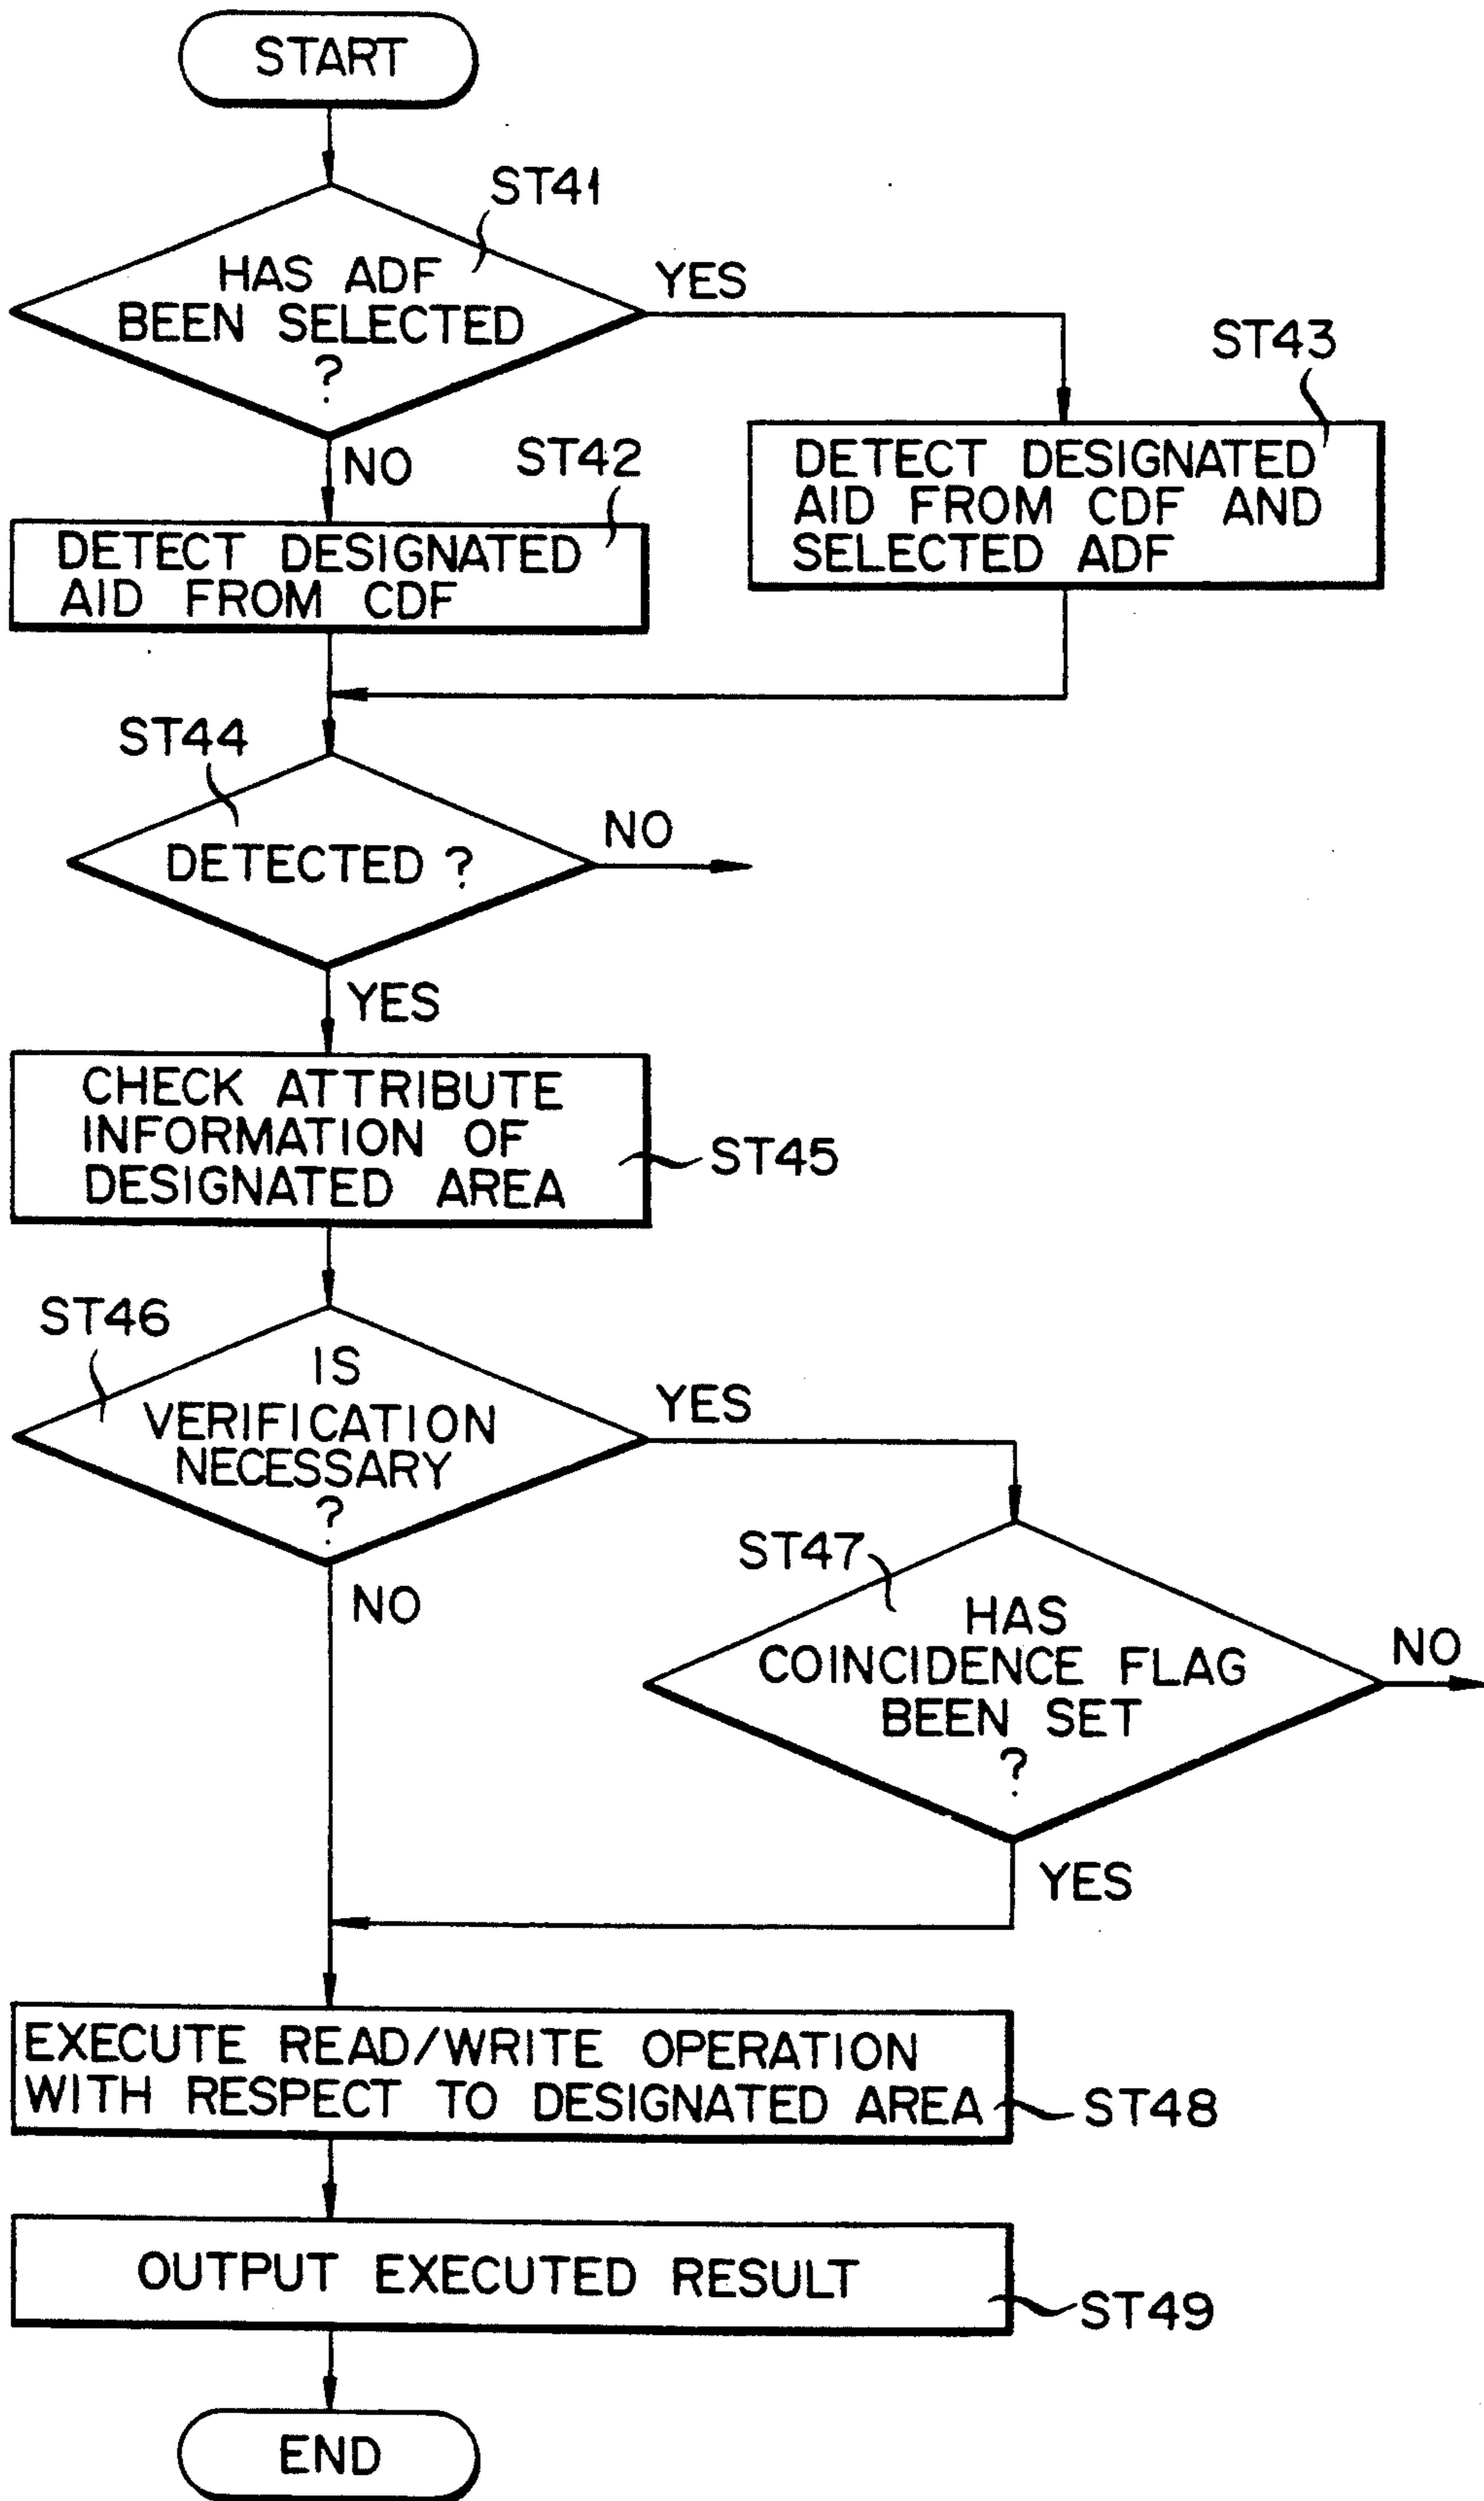 START
ST41
HAS ADF
BEEN SELECTED
?
YES
NO
ST43
DETECT DESIGNATED
AID FROM CDF AND
SELECTED ADF
ST42
DETECT DESIGNATED
AID FROM CDF
ST44
DETECTED ?
NO
YES
CHECK ATTRIBUTE
INFORMATION OF
DESIGNATED AREA
ST45
ST46
IS
VERIFICATION
NECESSARY
?
YES
NO
ST47
HAS
COINCIDENCE FLAG
BEEN SET
?
NO
YES
EXECUTE READ/WRITE OPERATION
WITH RESPECT TO DESIGNATED AREA
ST48
OUTPUT EXECUTED RESULT
ST49
END